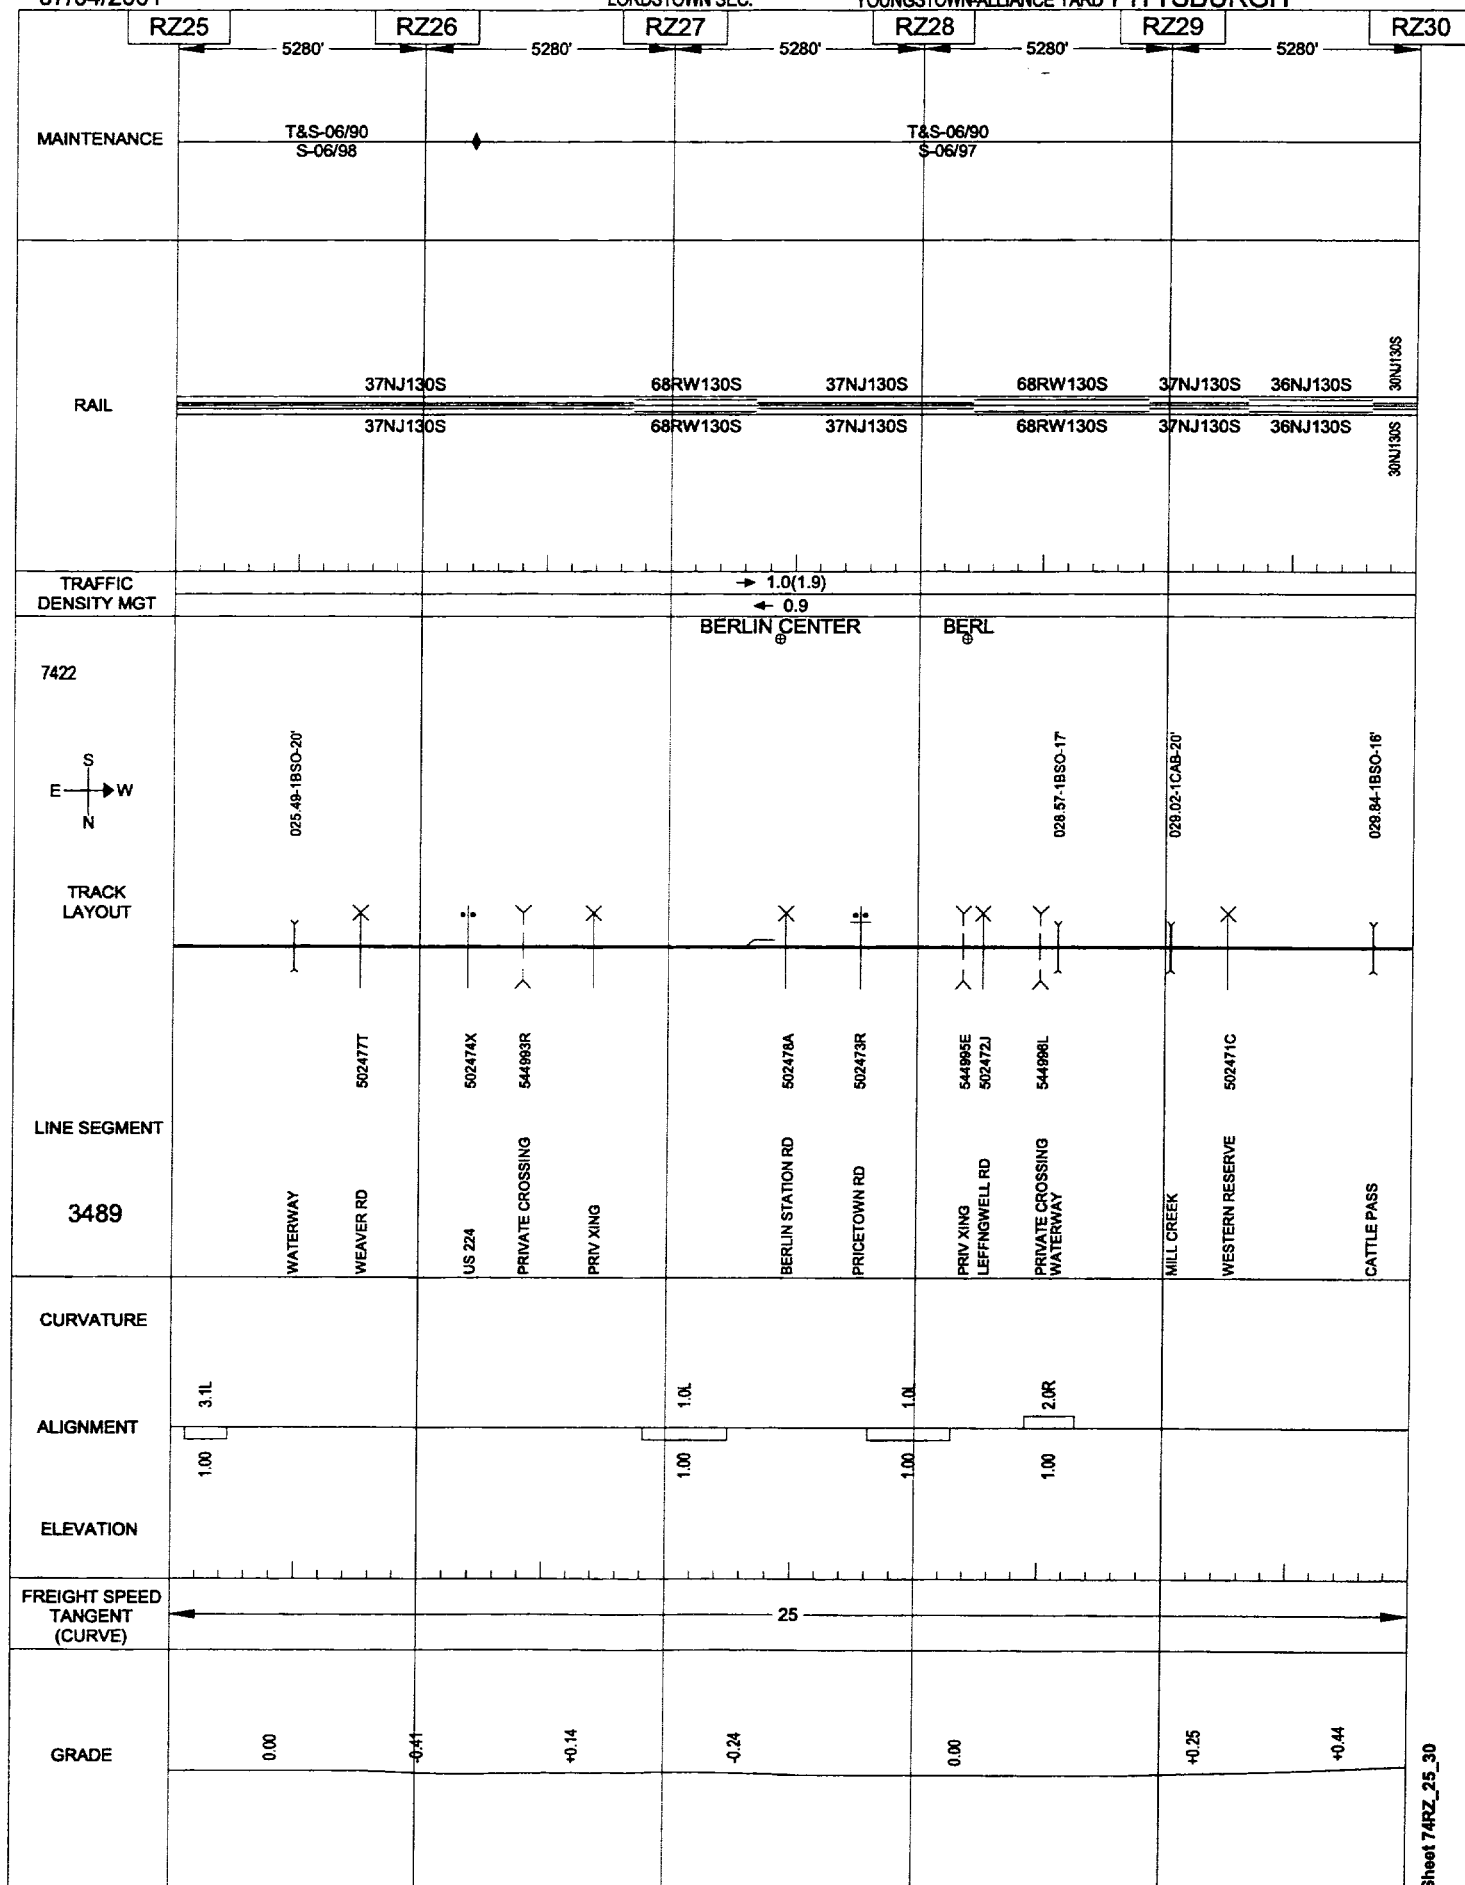 LORDSTOWN SEC. YOUNGSTOWN-ALLIANCE YARD PITTSBURGH
RZ25 RZ26 RZ27 RZ28 RZ29 RZ30
5280' 5280' 5280' 5280' 5280'
MAINTENANCE
T&S-06/90 T&S-06/90
S-06/98 S-06/97
RAIL
37NJ130S 68RW130S 37NJ130S 68RW130S 37NJ130S 36NJ130S 30NJ130S
37NJ130S 68RW130S 37NJ130S 68RW130S 37NJ130S 36NJ130S 30NJ130S
TRAFFIC
DENSITY MGT
→ 1.0(1.9)
← 0.9
BERLIN CENTER BERL
7422
S
E W
N
025.49-1BSO-20'
028.57-1BSO-17'
029.02-1CAB-20'
029.84-1BSO-16'
TRACK
LAYOUT
502477T
502474X
544993R
502478A
502473R
544995E
502472J
544996L
502471C
LINE SEGMENT
3489
WATERWAY
WEAVER RD
US 224
PRIVATE CROSSING
PRIV XING
BERLIN STATION RD
PRICETOWN RD
PRIV XING
LEFFNGWELL RD
PRIVATE CROSSING
WATERWAY
MILL CREEK
WESTERN RESERVE
CATTLE PASS
CURVATURE
3.1L 1.0L 1.0L 2.0R
ALIGNMENT
1.00 1.00 1.00 1.00
ELEVATION
FREIGHT SPEED
TANGENT
(CURVE)
25
GRADE
0.00 -0.41 +0.14 -0.24 0.00 +0.25 +0.44
Sheet 74RZ_25_30